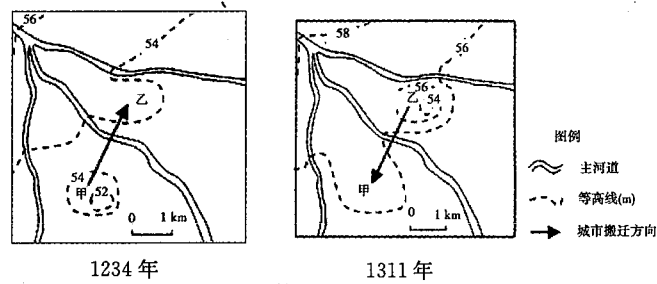 56
54
乙
54
甲
52
0 1 km
1234 年
58
56
56
乙
54
甲
0 1 km
1311 年
图例
主河道
等高线(m)
城市搬迁方向